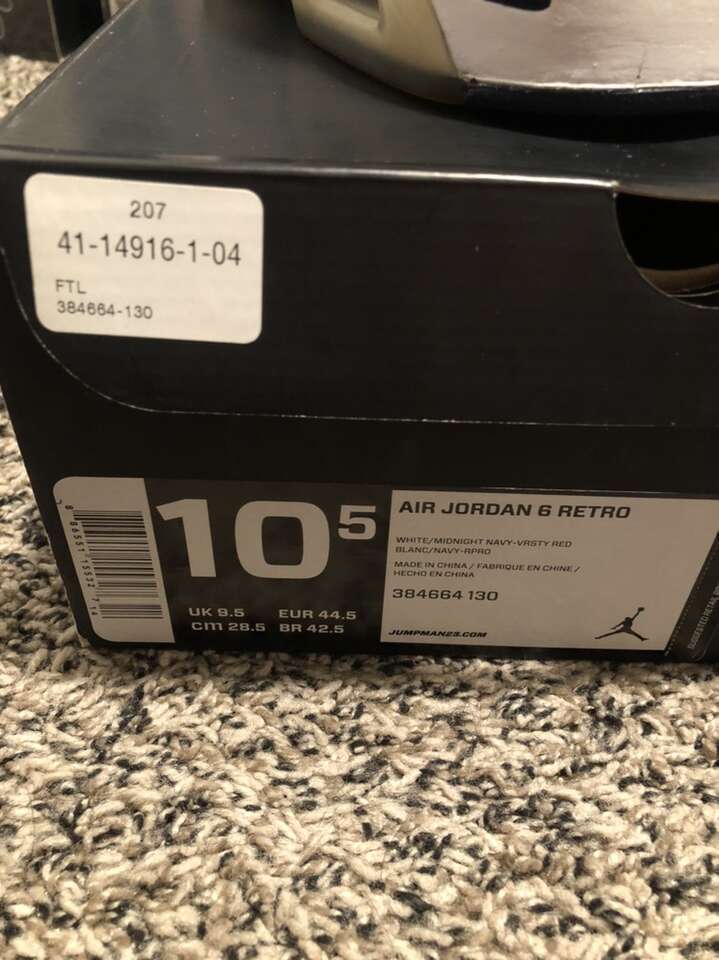 207
41-14916-1-04
FTL
384664-130
10 5
UK 9.5 EUR 44.5
cm 28.5 BR 42.5
AIR JORDAN 6 RETRO
WHITE/MIDNIGHT NAVY-VRSTY RED
BLANC/NAVY-RPRO
MADE IN CHINA / FABRIQUE EN CHINE /
HECHO EN CHINA
384664 130
JUMPMAN23.COM
SUGGESTED RETAIL